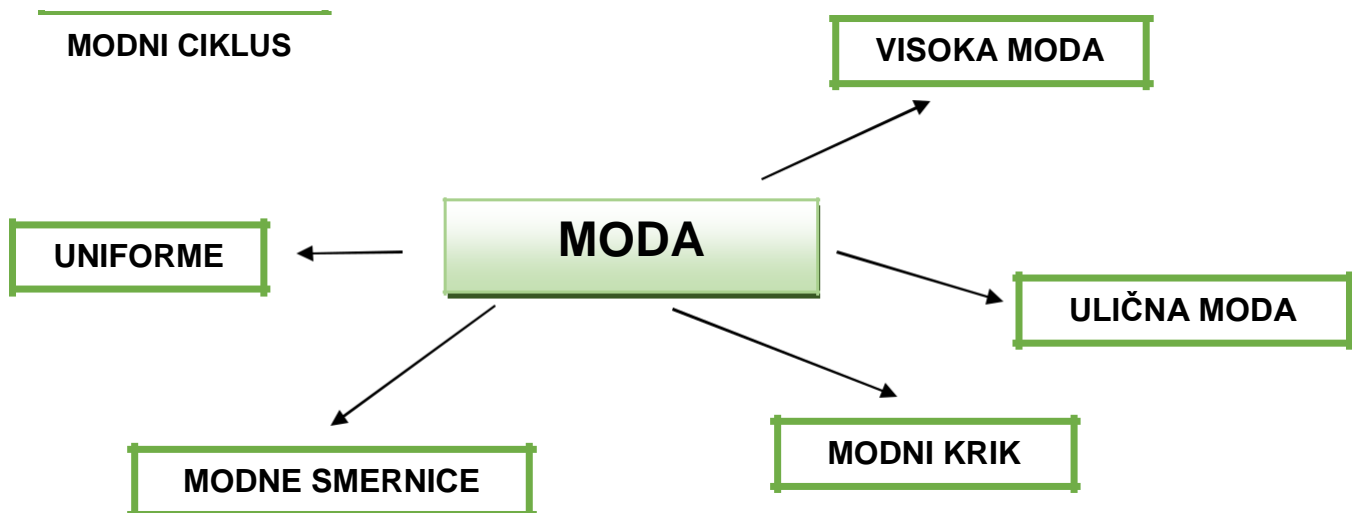 MODNI CIKLUS
VISOKA MODA
MODA
UNIFORME
ULIČNA MODA
MODNI KRIK
MODNE SMERNICE